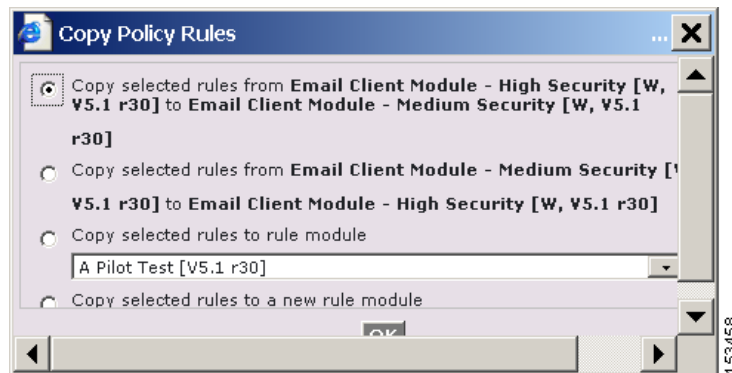 Copy Policy Rules ...
Copy selected rules from Email Client Module - High Security [W,
V5.1 r30] to Email Client Module - Medium Security [W, V5.1
r30]
Copy selected rules from Email Client Module - Medium Security [
V5.1 r30] to Email Client Module - High Security [W, V5.1 r30]
Copy selected rules to rule module
A Pilot Test [V5.1 r30]
Copy selected rules to a new rule module
OK
153458